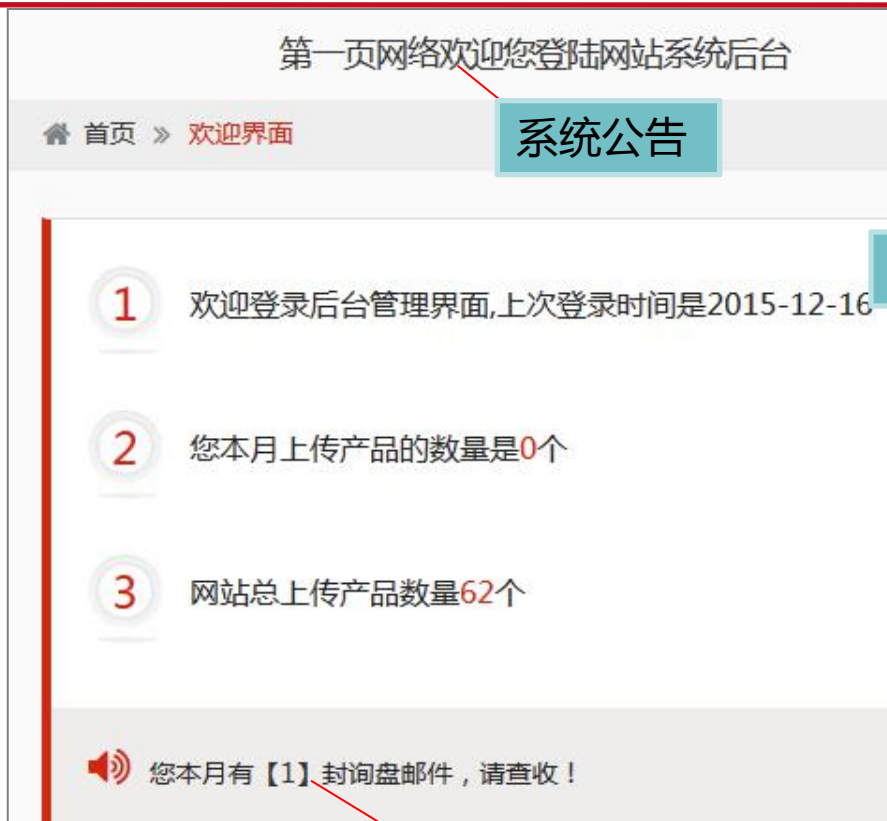 第一页网络欢迎您登陆网站系统后台
首页 » 欢迎界面
系统公告
1 欢迎登录后台管理界面,上次登录时间是2015-12-16
2 您本月上传产品的数量是0个
3 网站总上传产品数量62个
您本月有【1】封询盘邮件，请查收！